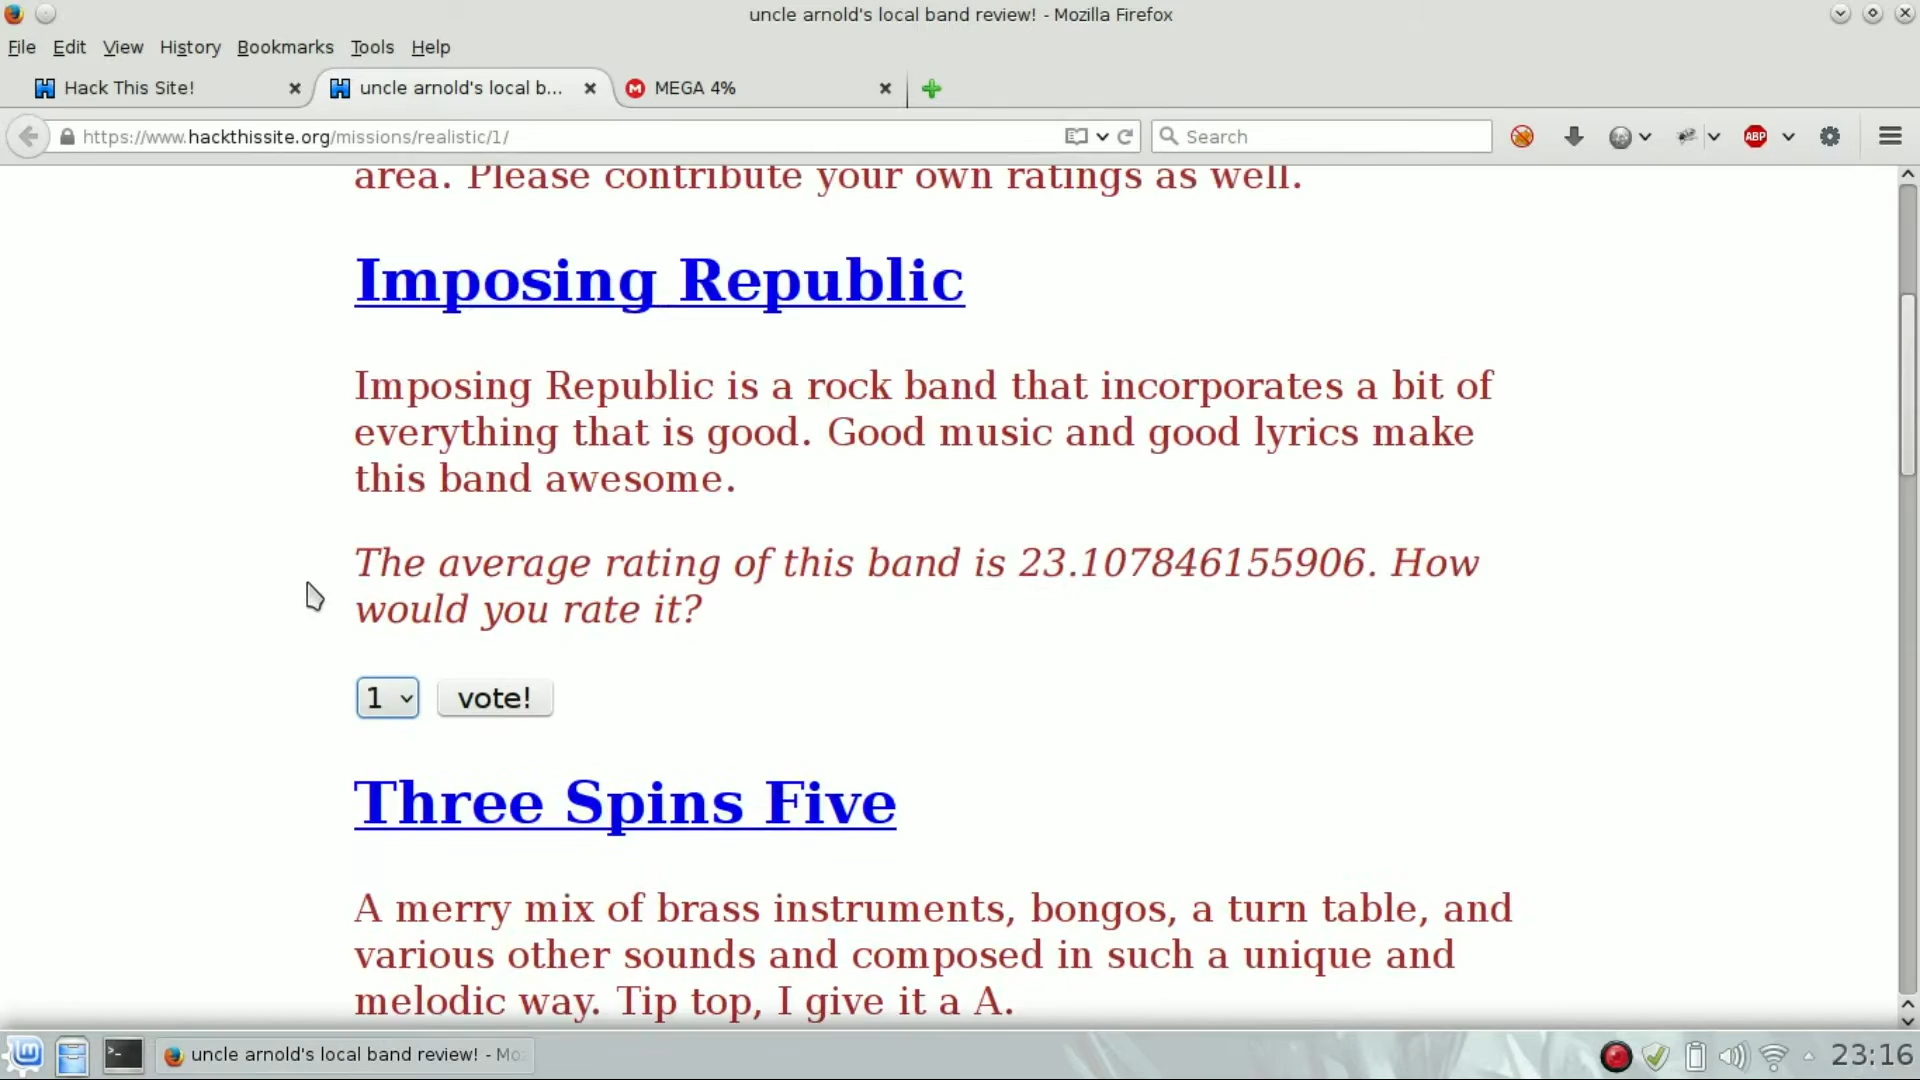 uncle arnold's local band review! - Mozilla Firefox
File Edit View History Bookmarks Tools Help
Hack This Site!
uncle arnold's local b...
MEGA 4%
https://www.hackthissite.org/missions/realistic/1/
Search
ABP
area. Please contribute your own ratings as well.
Imposing Republic
Imposing Republic is a rock band that incorporates a bit of
everything that is good. Good music and good lyrics make
this band awesome.
The average rating of this band is 23.107846155906. How
would you rate it?
1
vote!
Three Spins Five
A merry mix of brass instruments, bongos, a turn table, and
various other sounds and composed in such a unique and
melodic way. Tip top, I give it a A.
uncle arnold's local band review! - Mo
23:16